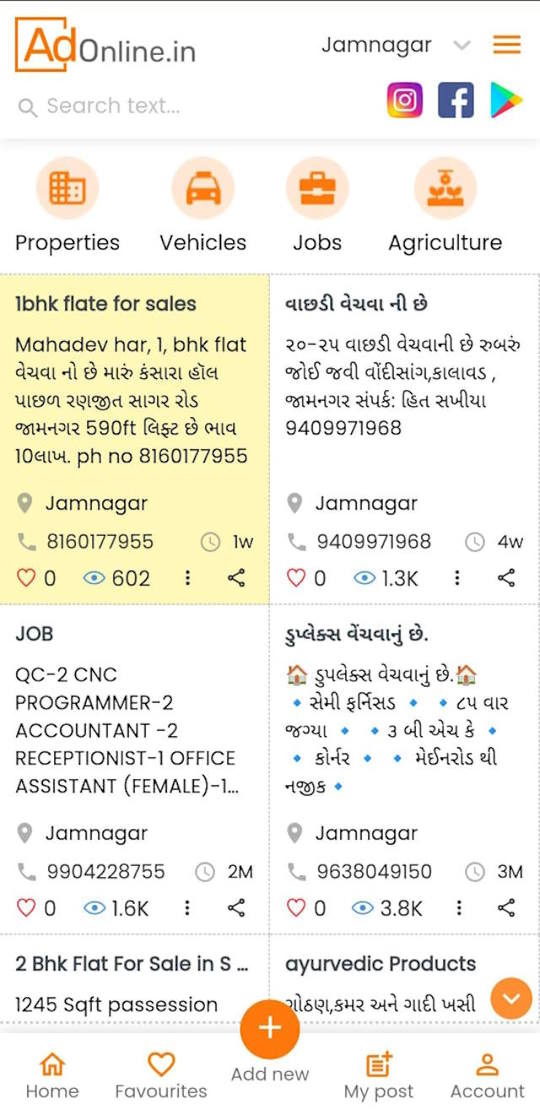 AdOnline.in
Jamnagar
Search text...
Properties Vehicles Jobs Agriculture
1bhk flate for sales
Mahadev har, 1, bhk flat
વેચવા નો છે મારું કંસારા હૉલ
પાછળ રણજીત સાગર રોડ
જામનગર 590ft લિફ્ટ છે ભાવ
10લાખ. ph no 8160177955
Jamnagar
8160177955 1w
0 602
વાછડી વેચવા ની છે
૨૦-૨૫ વાછડી વેચવાની છે રુબરું
જોઈ જવી વોંદીસાંગ,કાલાવડ ,
જામનગર સંપર્ક: હિત સખીયા
9409971968
Jamnagar
9409971968 4w
0 1.3K
JOB
QC-2 CNC
PROGRAMMER-2
ACCOUNTANT -2
RECEPTIONIST-1 OFFICE
ASSISTANT (FEMALE)-1...
Jamnagar
9904228755 2M
0 1.6K
ડુપ્લેક્સ વેંચવાનું છે.
🏠 ડુપલેક્સ વેચવાનું છે.🏠
🔹સેમી ફર્નિસડ 🔹 🔹૮૫ વાર
જગ્યા 🔹 🔹૩ બી એચ કે 🔹
🔹 કોર્નર 🔹 🔹 મેઈનરોડ થી
નજીક🔹
Jamnagar
9638049150 3M
0 3.8K
2 Bhk Flat For Sale in S ...
1245 Sqft passession
ayurvedic Products
ગોઠણ,કમર અને ગાદી ખસી
Home Favourites Add new My post Account